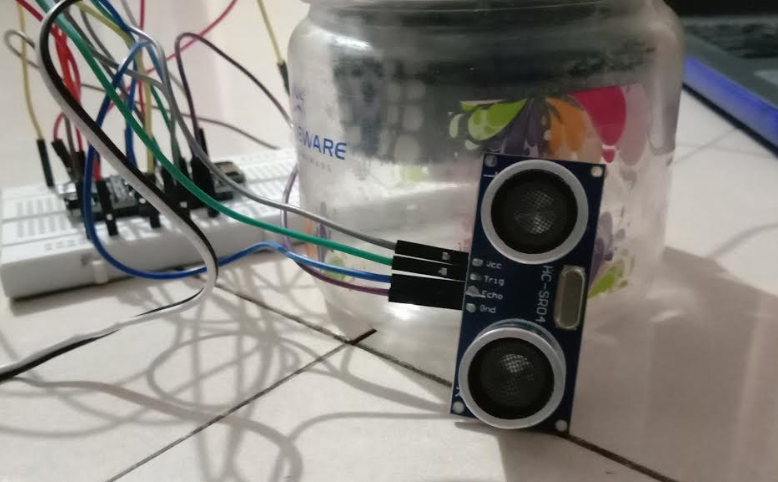 WARE
T
Vcc
Trig
Echo
Gnd
HC-SR04